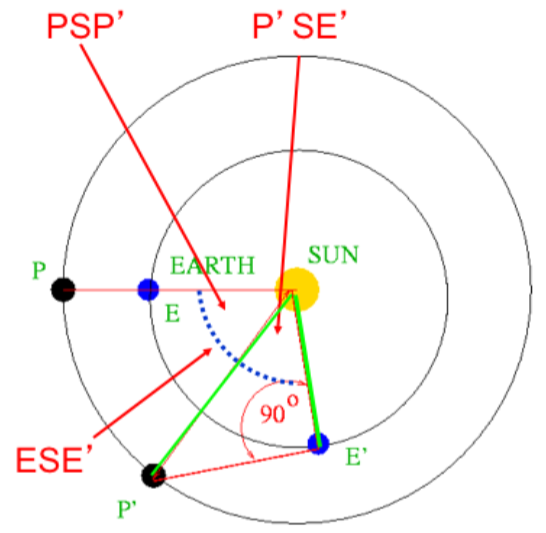 PSP’ P’ SE’
EARTH SUN
P
E
90°
ESE’ E’
P’